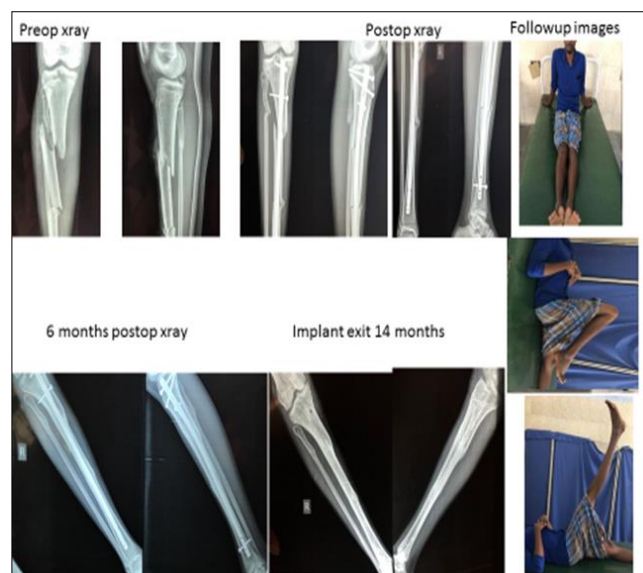 Preop xray
Postop xray
Followup images
6 months postop xray
Implant exit 14 months